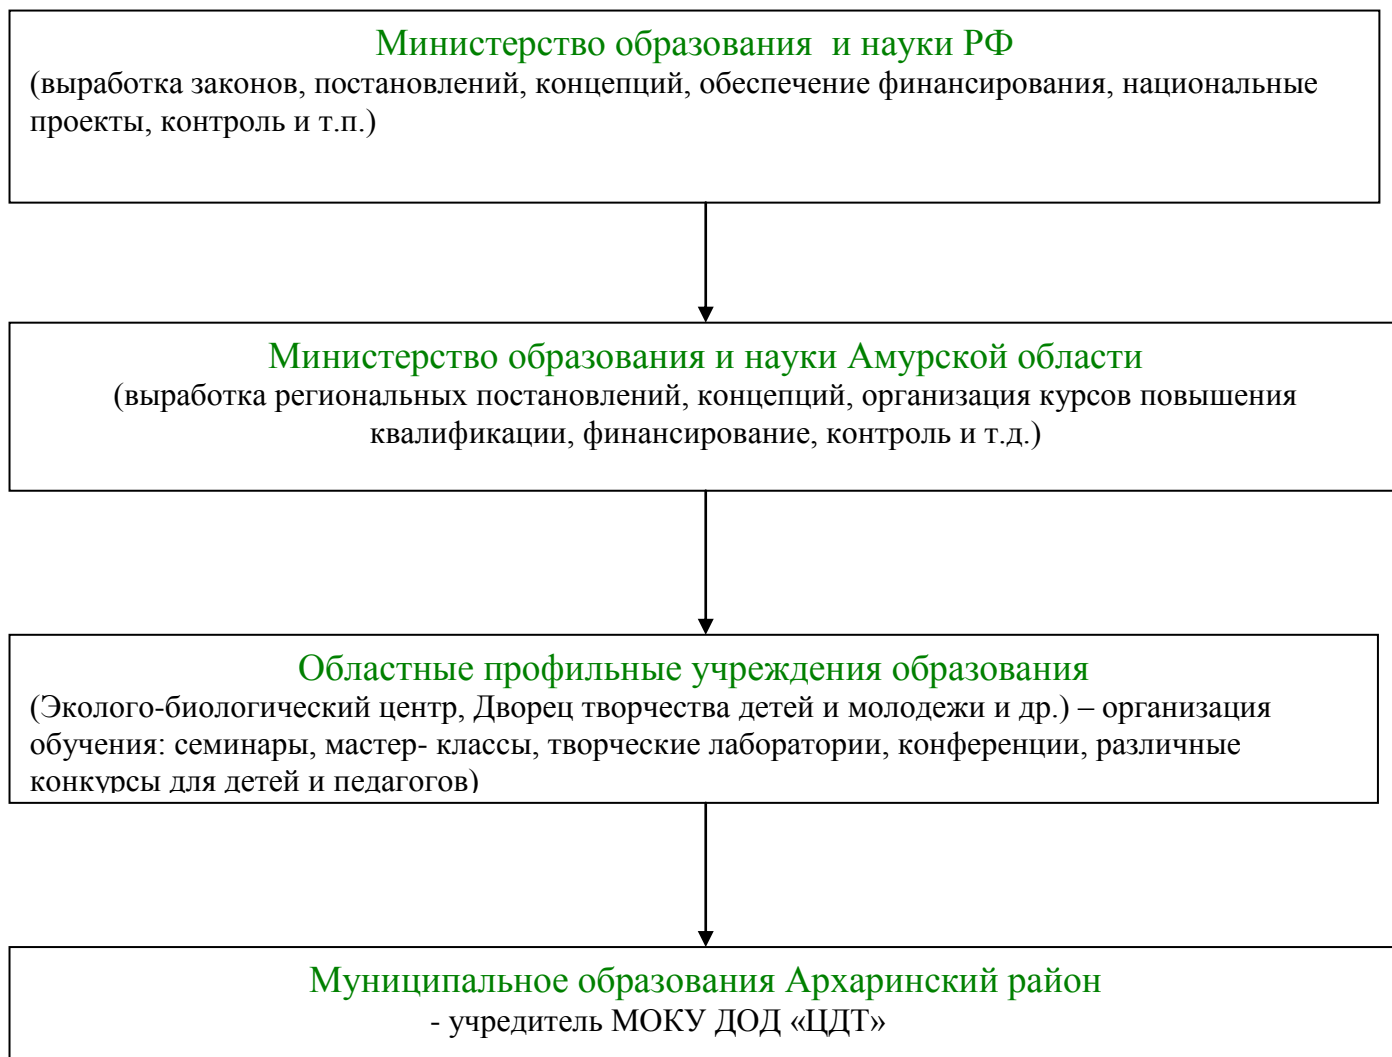 Министерство образования  и науки РФ
(выработка законов, постановлений, концепций, обеспечение финансирования, национальные
проекты, контроль и т.п.)
Министерство образования и науки Амурской области
(выработка региональных постановлений, концепций, организация курсов повышения
квалификации, финансирование, контроль и т.д.)
Областные профильные учреждения образования
(Эколого-биологический центр, Дворец творчества детей и молодежи и др.) – организация
обучения: семинары, мастер- классы, творческие лаборатории, конференции, различные
конкурсы для детей и педагогов)
Муниципальное образования Архаринский район
- учредитель МОКУ ДОД «ЦДТ»